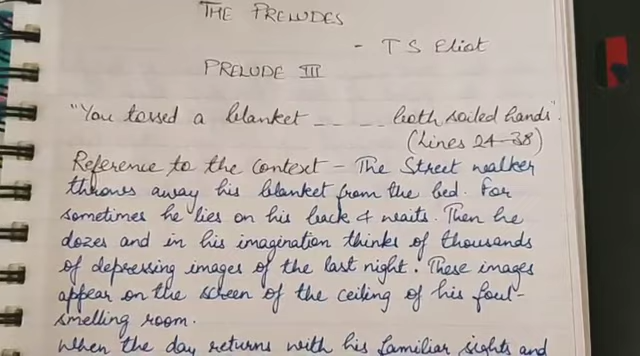 THE PRELUDES
- T S Eliot
PRELUDE III
"You tossed a blanket _ _ _ _ both soiled hands".
(Lines 24-38)
Reference to the context - The Street walker
throws away his blanket from the bed. For
sometimes he lies on his back & waits. Then he
dozes and in his imagination thinks of thousands
of depressing images of the last night. These images
appear on the screen of the ceiling of his foul-
smelling room.
When the day returns with his familiar sights and